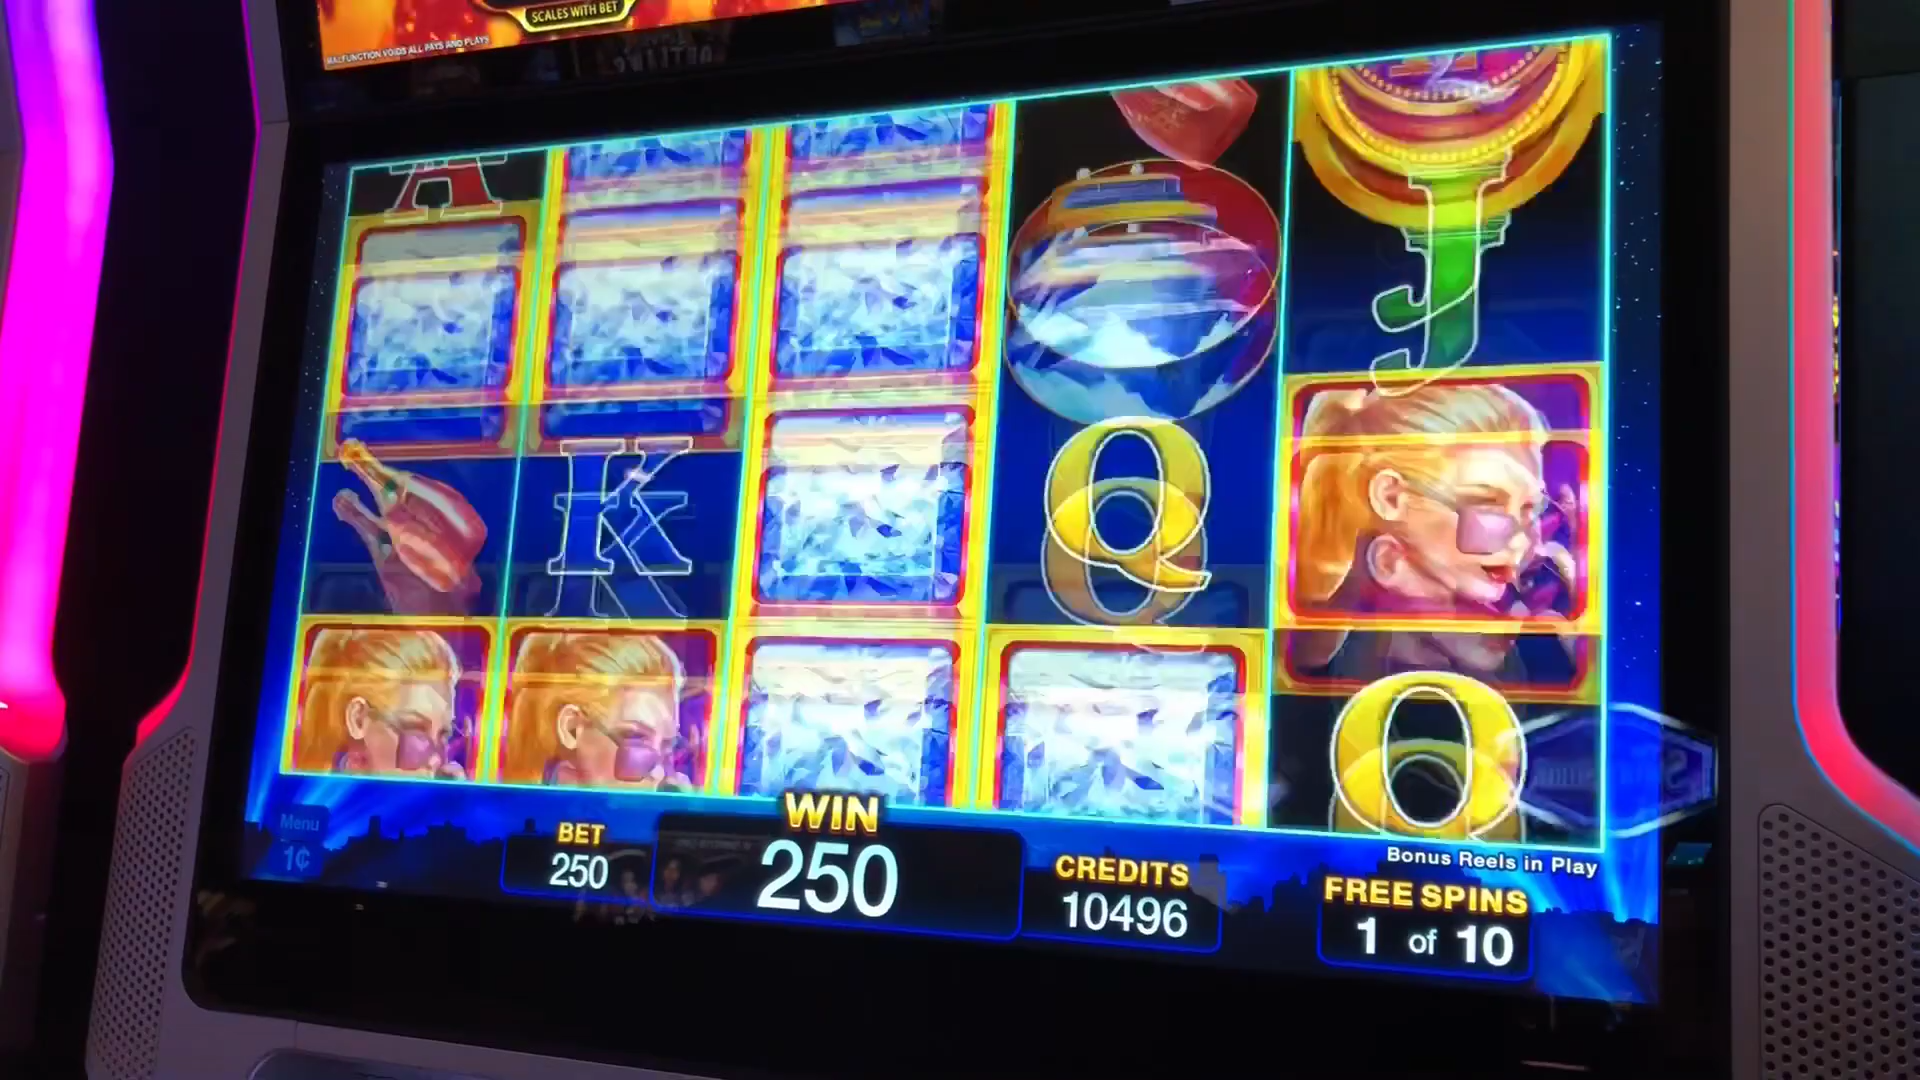 SCALES WITH BET
MALFUNCTION VOIDS ALL PAYS AND PLAYS
A
J
K
Q
Q
Menu
1¢
BET
250
WIN
250
CREDITS
10496
Bonus Reels in Play
FREE SPINS
1 of 10